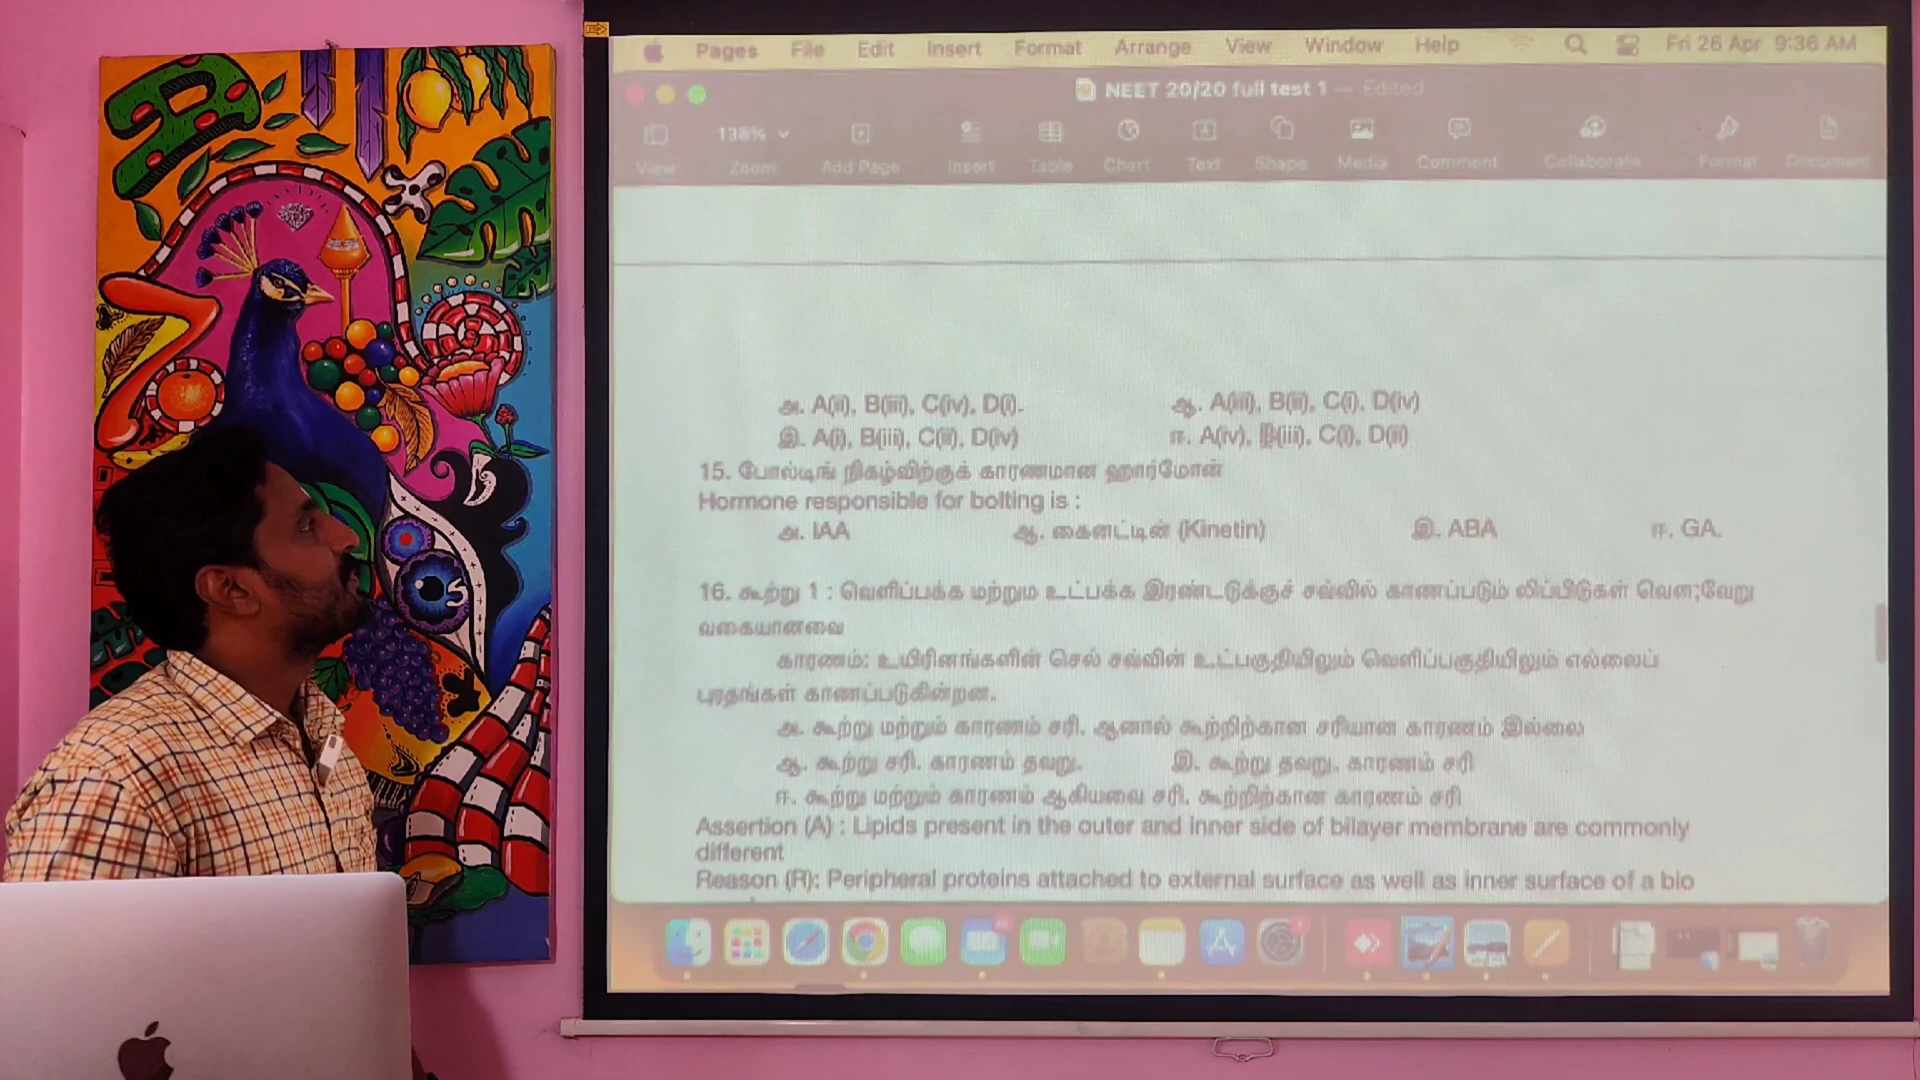 Pages File Edit Insert Format Arrange View Window Help Fri 26 Apr 9:36 AM
NEET 20/20 full test 1 — Edited
138%
View Zoom Add Page Insert Table Chart Text Shape Media Comment Collaborate Format Document
அ. A(ii), B(iii), C(iv), D(i). ஆ. A(iii), B(ii), C(i), D(iv)
இ. A(i), B(iii), C(ii), D(iv) ஈ. A(iv), B(iii), C(i), D(ii)
15. போல்டிங் நிகழ்விற்குக் காரணமான ஹார்மோன்
Hormone responsible for bolting is :
அ. IAA ஆ. கைனட்டின் (Kinetin) இ. ABA ஈ. GA.
16. கூற்று 1 : வெளிப்பக்க மற்றும உட்பக்க இரண்டடுக்குச் சவ்வில் காணப்படும் லிப்பிடுகள் வெள;வேறு
வகையானவை
காரணம்: உயிரினங்களின் செல் சவ்வின் உட்பகுதியிலும் வெளிப்பகுதியிலும் எல்லைப்
புரதங்கள் காணப்படுகின்றன.
அ. கூற்று மற்றும் காரணம் சரி. ஆனால் கூற்றிற்கான சரியான காரணம் இல்லை
ஆ. கூற்று சரி. காரணம் தவறு. இ. கூற்று தவறு. காரணம் சரி
ஈ. கூற்று மற்றும் காரணம் ஆகியவை சரி. கூற்றிற்கான காரணம் சரி
Assertion (A) : Lipids present in the outer and inner side of bilayer membrane are commonly
different
Reason (R): Peripheral proteins attached to external surface as well as inner surface of a bio